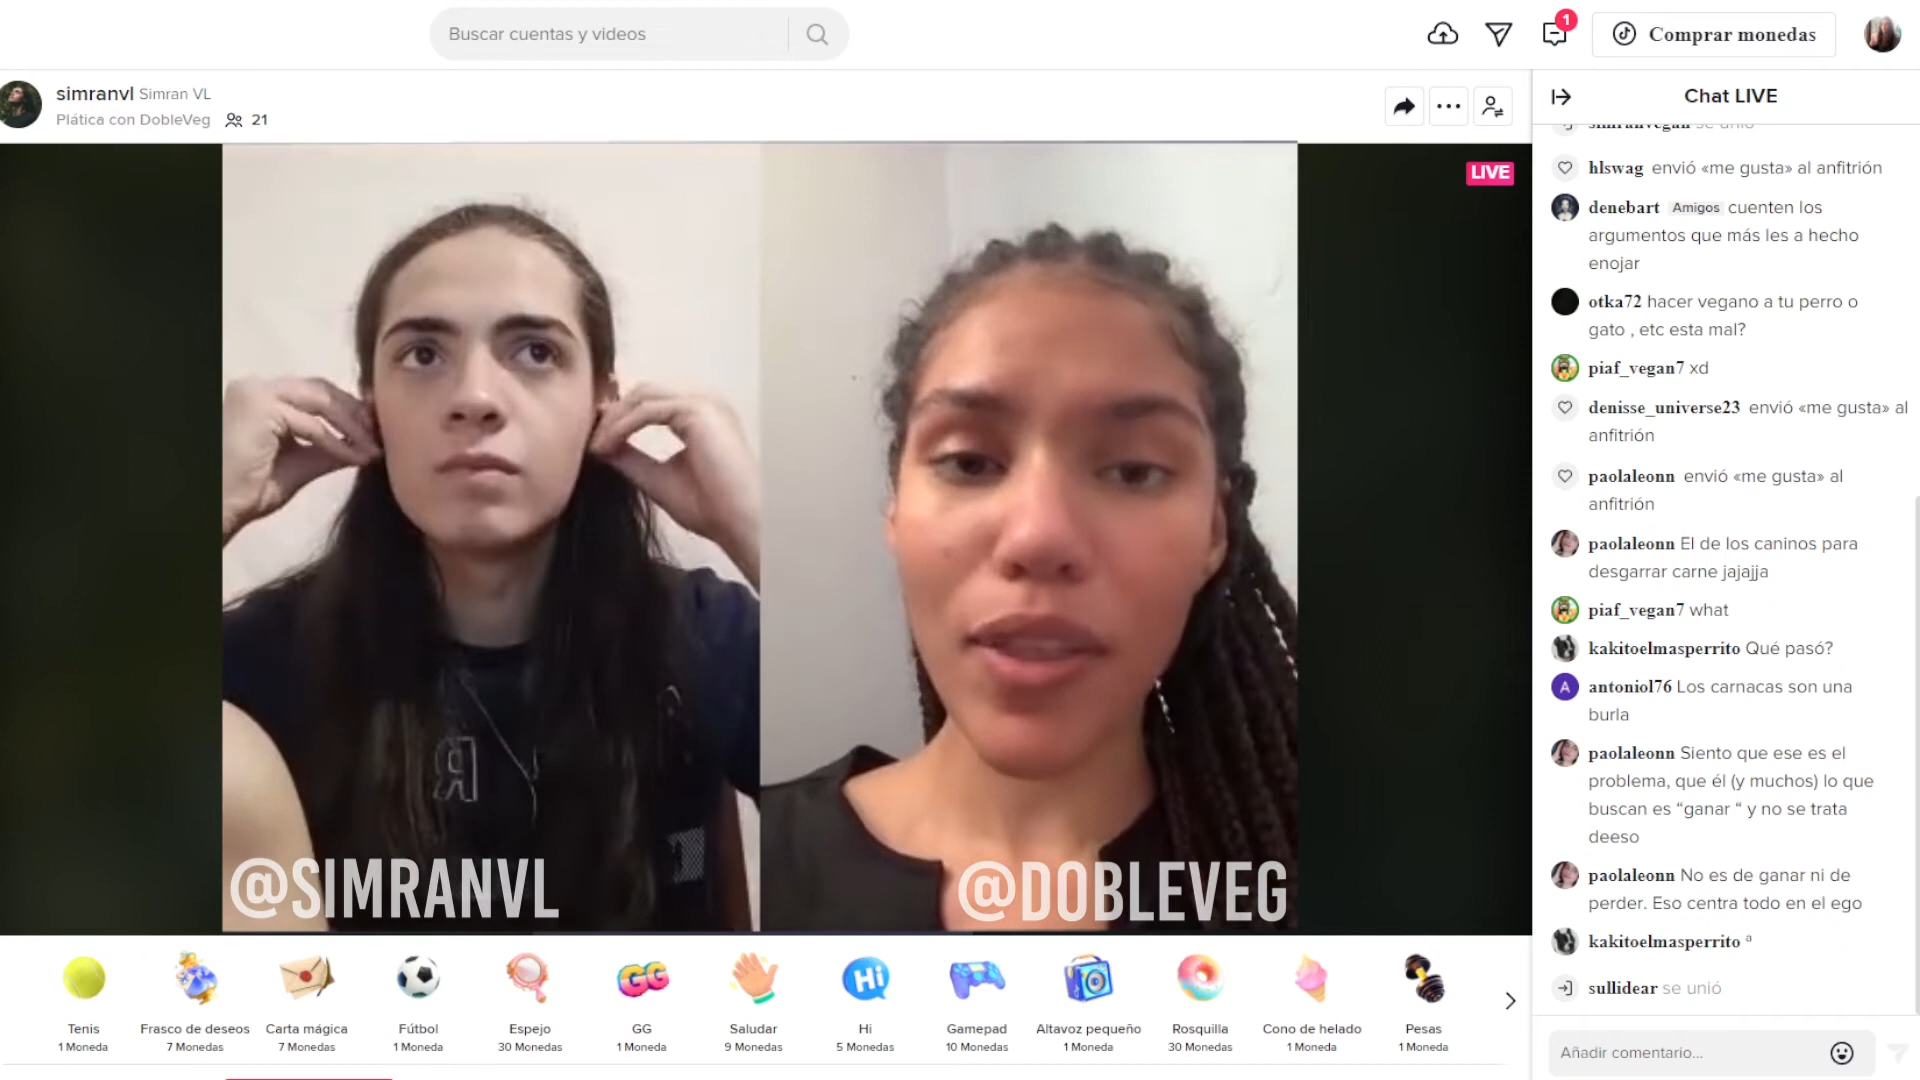 Buscar cuentas y videos
1
Comprar monedas
simranvl Simran VL
Plática con DobleVeg 21
LIVE
@SIMRANVL
@DOBLEVEG
Tenis
1 Moneda
Frasco de deseos
7 Monedas
Carta mágica
7 Monedas
Fútbol
1 Moneda
Espejo
30 Monedas
GG
GG
1 Moneda
Saludar
9 Monedas
Hi
Hi
5 Monedas
Gamepad
10 Monedas
Altavoz pequeño
1 Moneda
Rosquilla
30 Monedas
Cono de helado
1 Moneda
Pesas
1 Moneda
Chat LIVE
simranvegan se unió
hlswag envió «me gusta» al anfitrión
denebart Amigos cuenten los
argumentos que más les a hecho
enojar
otka72 hacer vegano a tu perro o
gato , etc esta mal?
piaf_vegan7 xd
denisse_universe23 envió «me gusta» al
anfitrión
paolaleonn envió «me gusta» al
anfitrión
paolaleonn El de los caninos para
desgarrar carne jajajja
piaf_vegan7 what
kakitoelmasperrito Qué pasó?
A
antoniol76 Los carnacas son una
burla
paolaleonn Siento que ese es el
problema, que él (y muchos) lo que
buscan es “ganar “ y no se trata
deeso
paolaleonn No es de ganar ni de
perder. Eso centra todo en el ego
kakitoelmasperrito ª
sullidear se unió
Añadir comentario...